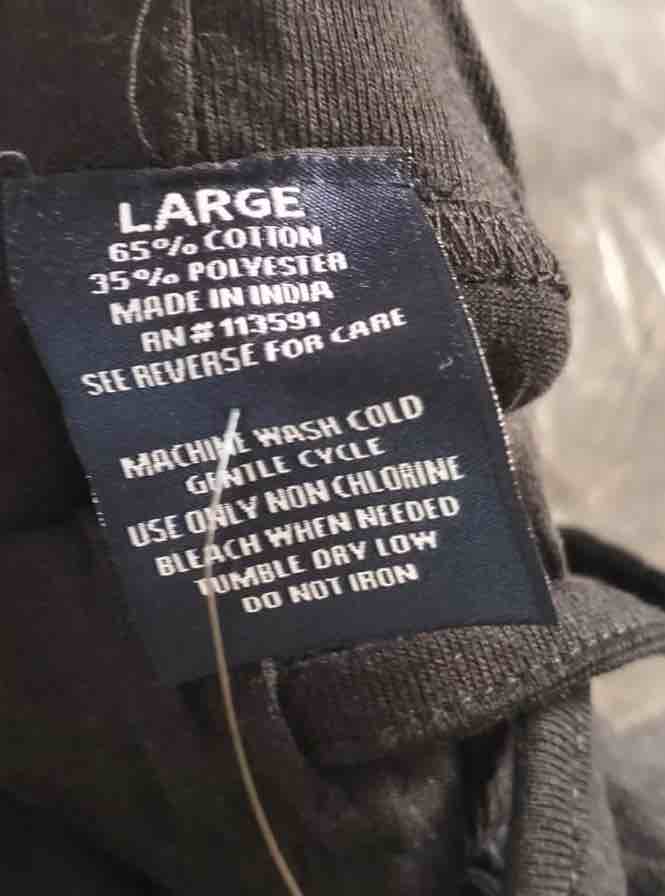 LARGE
65% COTTON
35% POLYESTER
MADE IN INDIA
RN # 113591
SEE REVERSE FOR CARE
MACHINE WASH COLD
GENTLE CYCLE
USE ONLY NON CHLORINE
BLEACH WHEN NEEDED
TUMBLE DRY LOW
DO NOT IRON